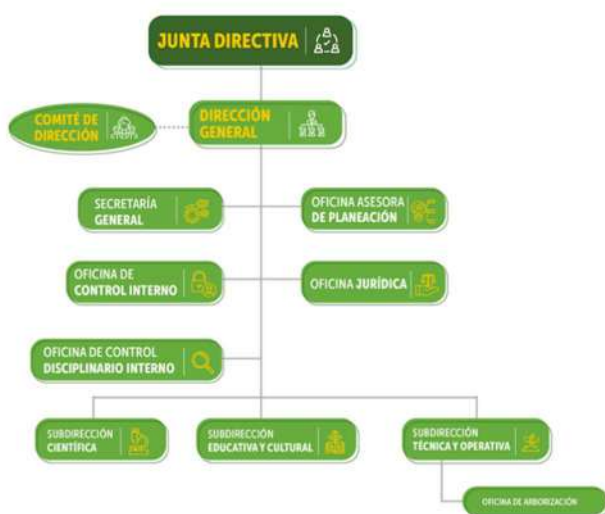 JUNTA DIRECTIVA
COMITÉ DE
DIRECCIÓN
DIRECCIÓN
GENERAL
SECRETARÍA
GENERAL
OFICINA ASESORA
DE PLANEACIÓN
OFICINA DE
CONTROL INTERNO
OFICINA JURÍDICA
OFICINA DE CONTROL
DISCIPLINARIO INTERNO
SUBDIRECCIÓN
CIENTÍFICA
SUBDIRECCIÓN
EDUCATIVA Y CULTURAL
SUBDIRECCIÓN
TÉCNICA Y OPERATIVA
OFICINA DE ARBORIZACIÓN